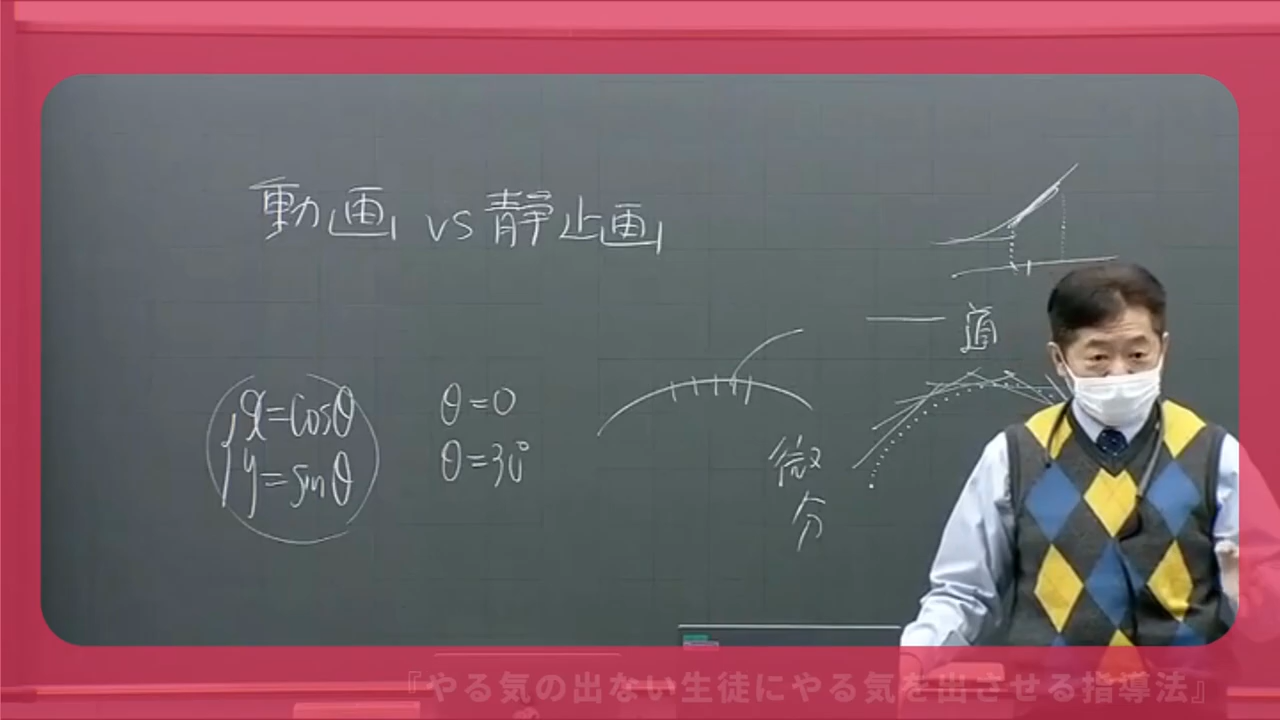 動画 vs 静止画
{x=cosθ
{y=sinθ
θ=0
θ=30°
微
分
一道
『やる気の出ない生徒にやる気を出させる指導法』